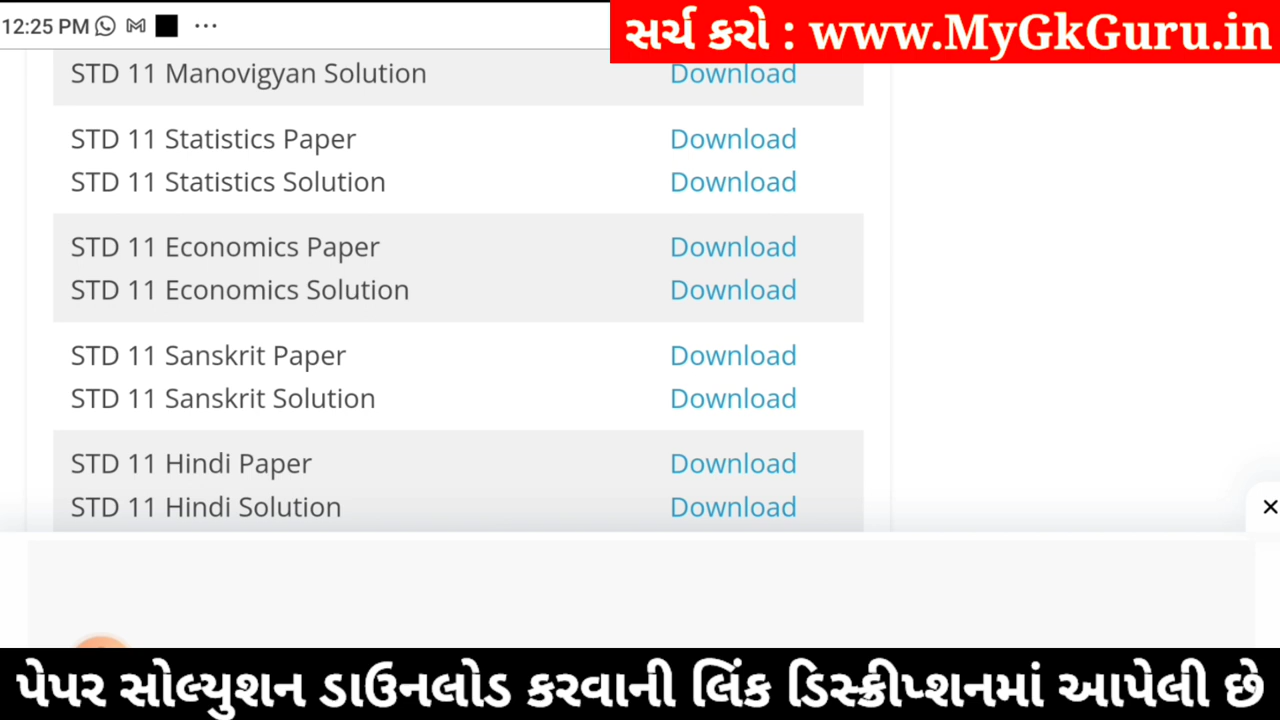 12:25 PM ...
સર્ચ કરો : www.MyGkGuru.in
STD 11 Manovigyan Solution Download
STD 11 Statistics Paper Download
STD 11 Statistics Solution Download
STD 11 Economics Paper Download
STD 11 Economics Solution Download
STD 11 Sanskrit Paper Download
STD 11 Sanskrit Solution Download
STD 11 Hindi Paper Download
STD 11 Hindi Solution Download
પેપર સોલ્યુશન ડાઉનલોડ કરવાની લિંક ડિસ્ક્રીપ્શનમાં આપેલી છે